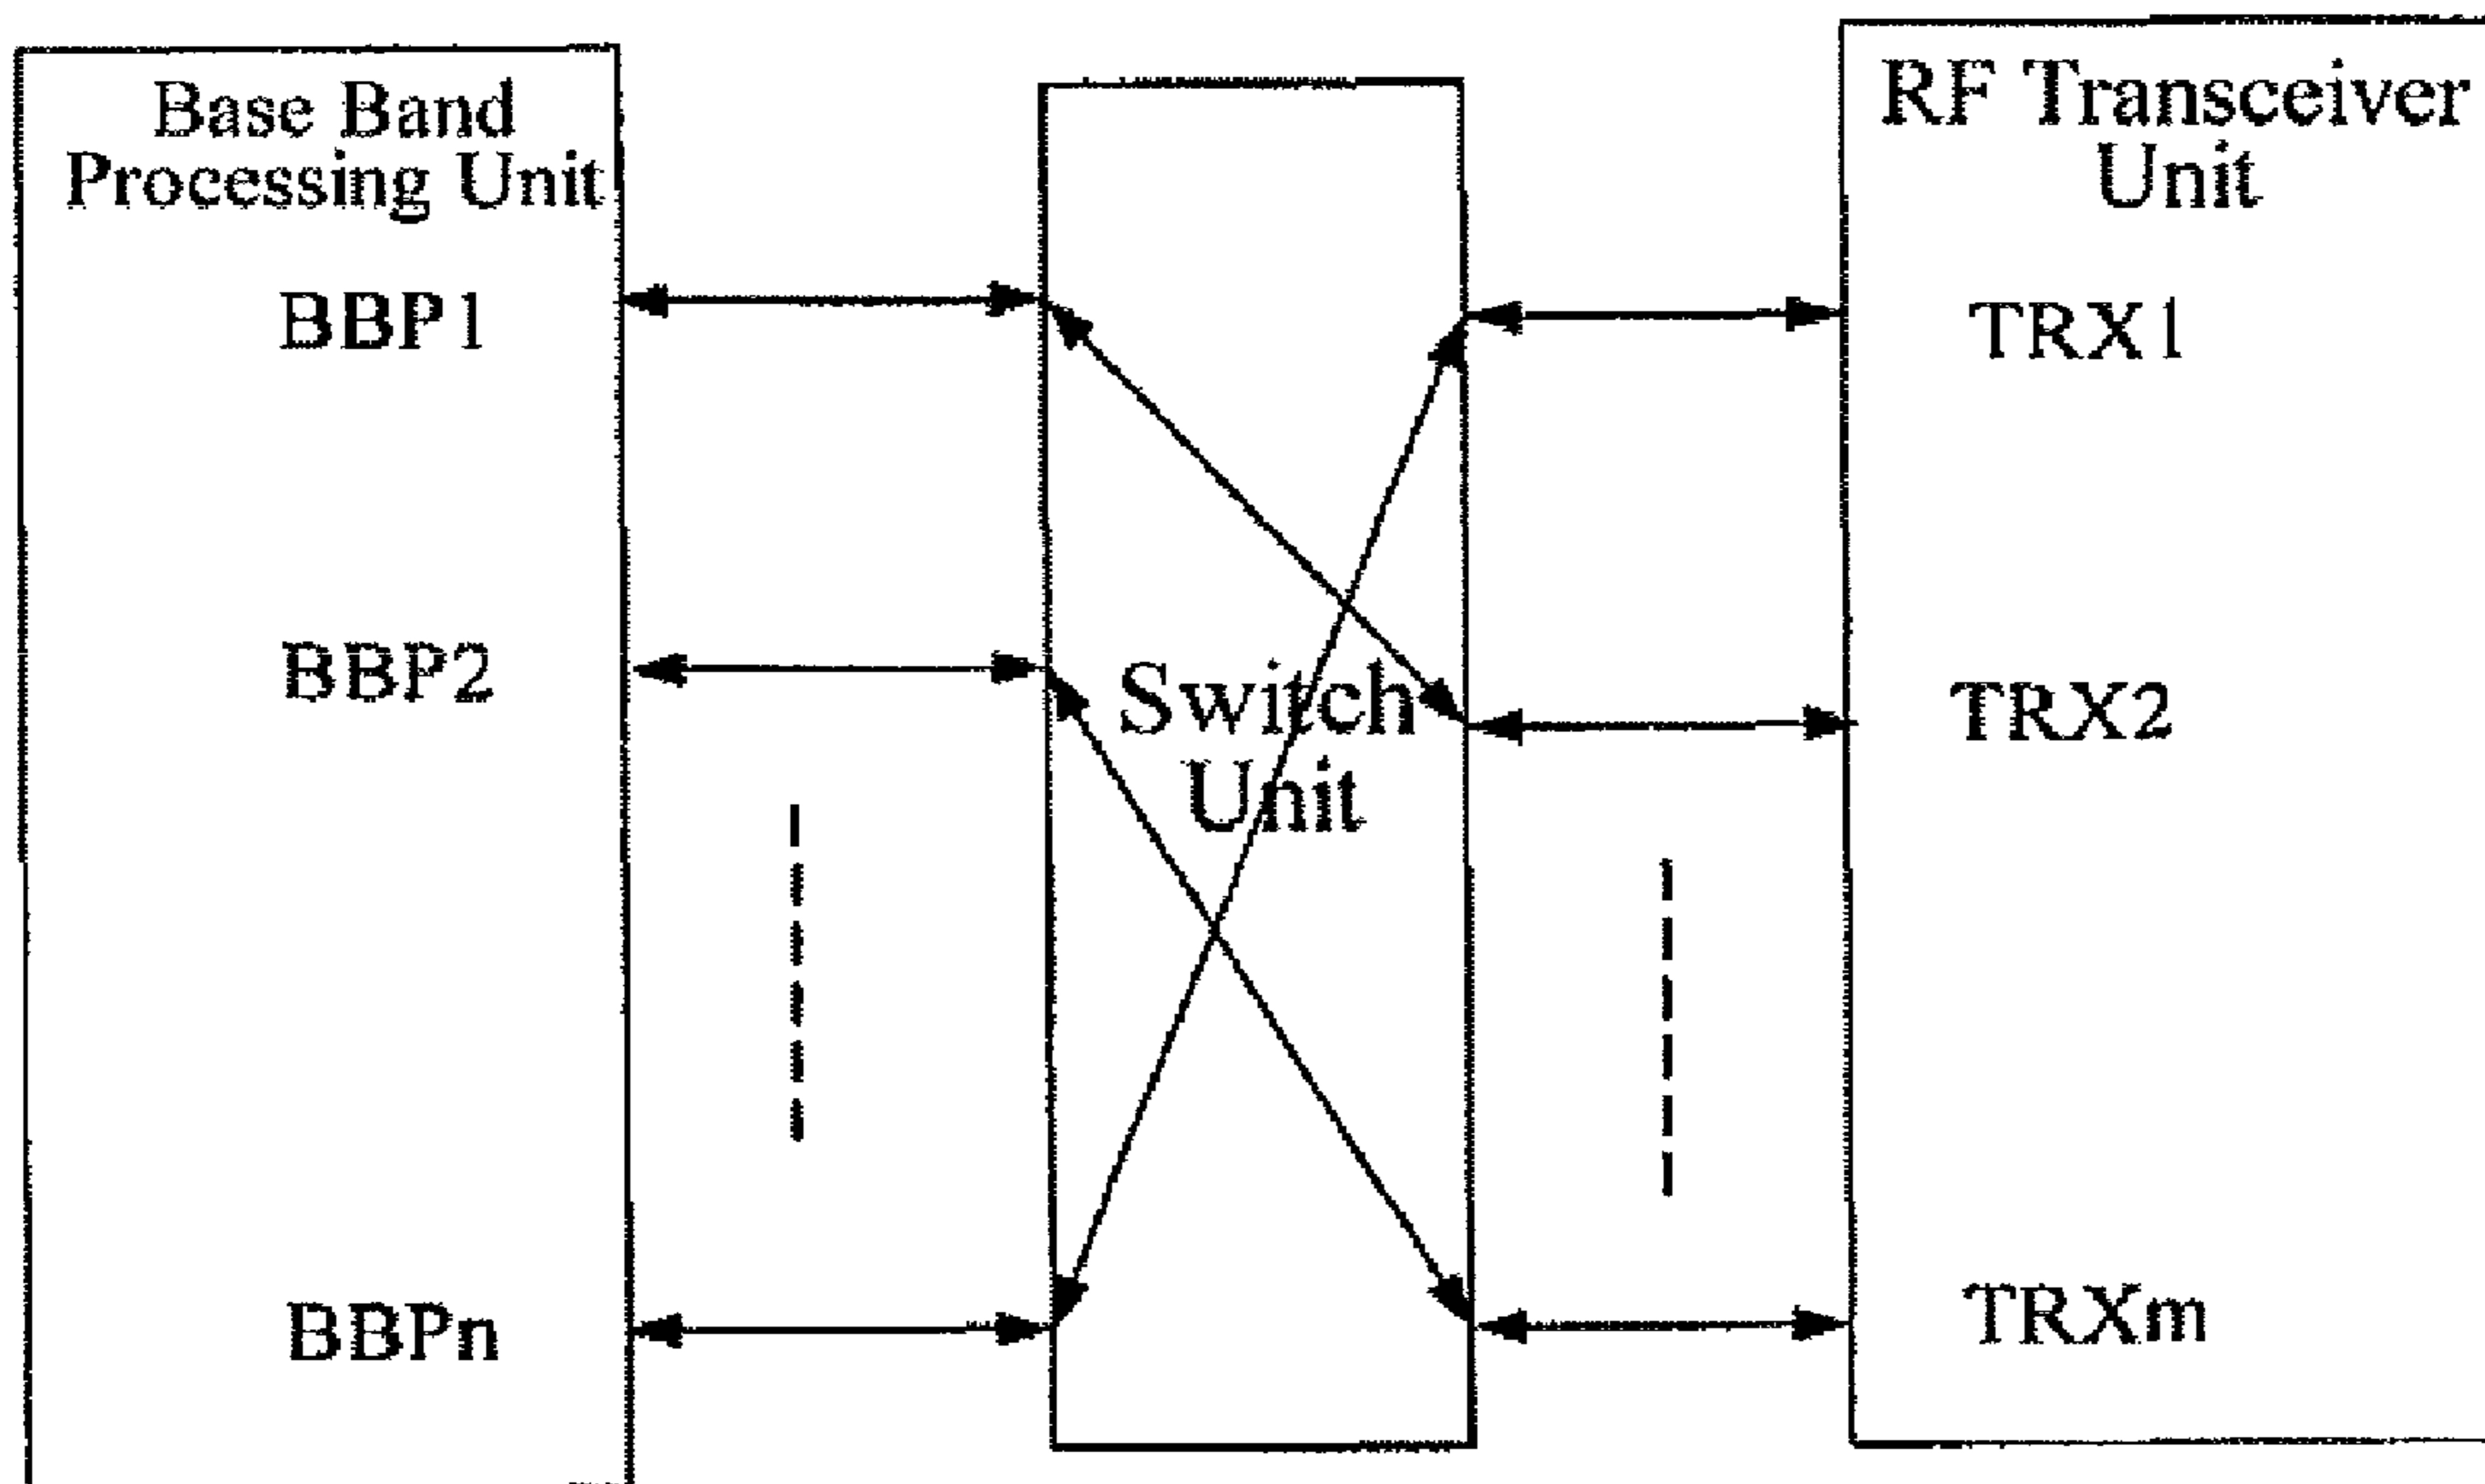 Base Band
Processing Unit
BBP1
BBP2
BBPn
Switch
Unit
RF Transceiver
Unit
TRX1
TRX2
TRXm